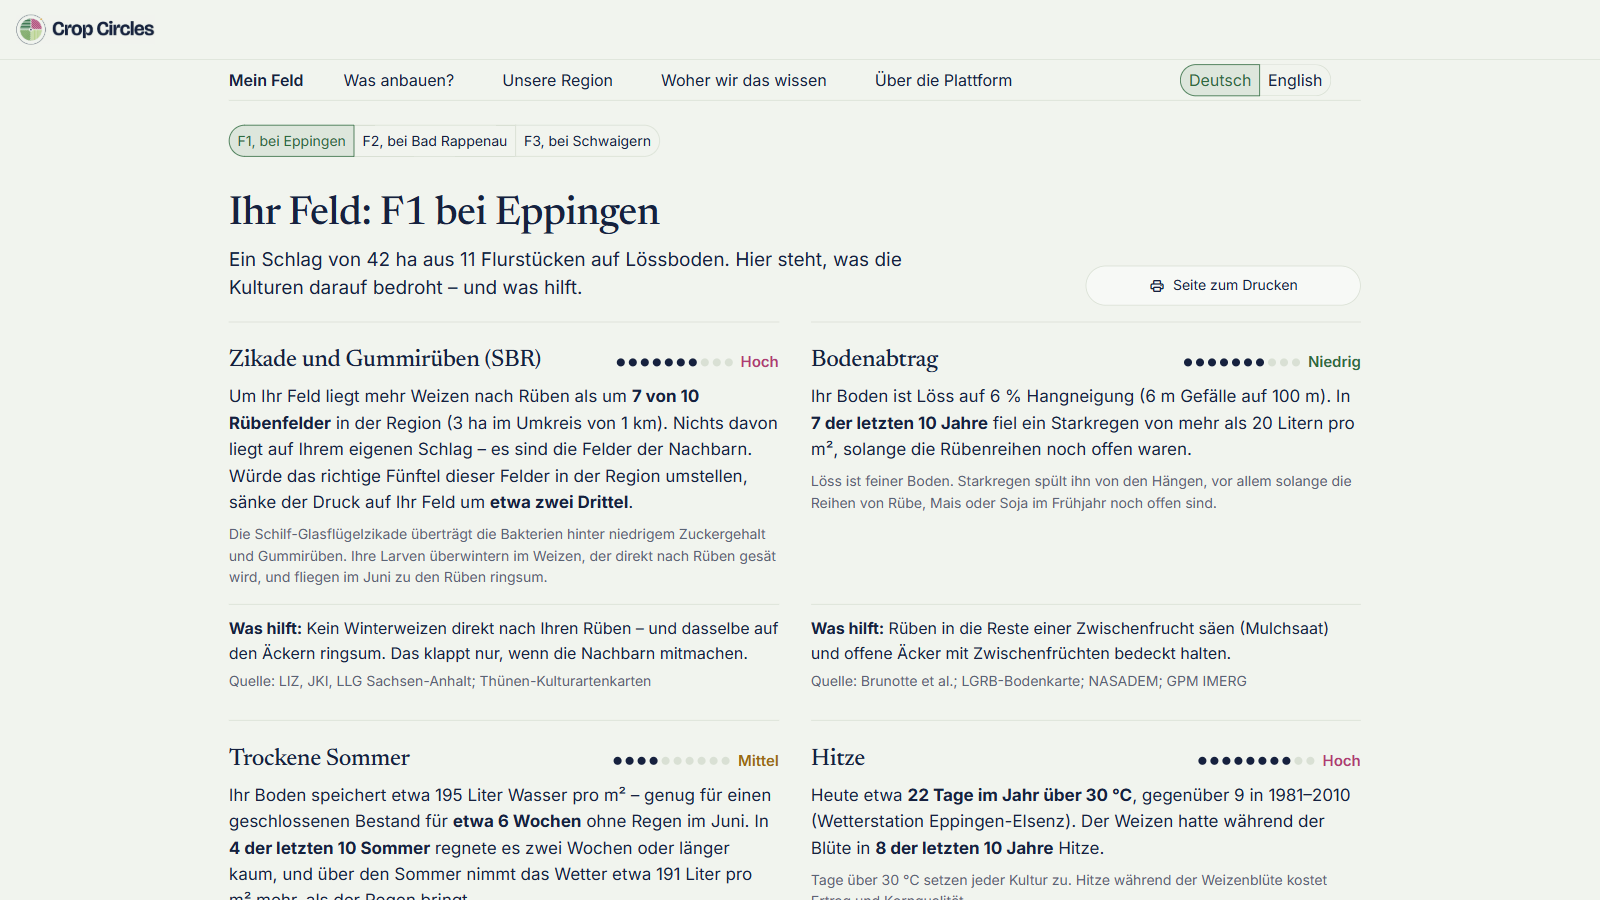 Crop Circles
Mein Feld
Was anbauen?
Unsere Region
Woher wir das wissen
Über die Plattform
Deutsch
English
F1, bei Eppingen
F2, bei Bad Rappenau
F3, bei Schwaigern
Ihr Feld: F1 bei Eppingen
Ein Schlag von 42 ha aus 11 Flurstücken auf Lössboden. Hier steht, was die
Kulturen darauf bedroht – und was hilft.
Seite zum Drucken
Zikade und Gummirüben (SBR)
Hoch
Um Ihr Feld liegt mehr Weizen nach Rüben als um 7 von 10
Rübenfelder in der Region (3 ha im Umkreis von 1 km). Nichts davon
liegt auf Ihrem eigenen Schlag – es sind die Felder der Nachbarn.
Würde das richtige Fünftel dieser Felder in der Region umstellen,
sänke der Druck auf Ihr Feld um etwa zwei Drittel.
Die Schilf-Glasflügelzikade überträgt die Bakterien hinter niedrigem Zuckergehalt
und Gummirüben. Ihre Larven überwintern im Weizen, der direkt nach Rüben gesät
wird, und fliegen im Juni zu den Rüben ringsum.
Was hilft: Kein Winterweizen direkt nach Ihren Rüben – und dasselbe auf
den Äckern ringsum. Das klappt nur, wenn die Nachbarn mitmachen.
Quelle: LIZ, JKI, LLG Sachsen-Anhalt; Thünen-Kulturartenkarten
Bodenabtrag
Niedrig
Ihr Boden ist Löss auf 6 % Hangneigung (6 m Gefälle auf 100 m). In
7 der letzten 10 Jahre fiel ein Starkregen von mehr als 20 Litern pro
m², solange die Rübenreihen noch offen waren.
Löss ist feiner Boden. Starkregen spült ihn von den Hängen, vor allem solange die
Reihen von Rübe, Mais oder Soja im Frühjahr noch offen sind.
Was hilft: Rüben in die Reste einer Zwischenfrucht säen (Mulchsaat)
und offene Äcker mit Zwischenfrüchten bedeckt halten.
Quelle: Brunotte et al.; LGRB-Bodenkarte; NASADEM; GPM IMERG
Trockene Sommer
Mittel
Ihr Boden speichert etwa 195 Liter Wasser pro m² – genug für einen
geschlossenen Bestand für etwa 6 Wochen ohne Regen im Juni. In
4 der letzten 10 Sommer regnete es zwei Wochen oder länger
kaum, und über den Sommer nimmt das Wetter etwa 191 Liter pro
m² mehr, als der Regen bringt.
Hitze
Hoch
Heute etwa 22 Tage im Jahr über 30 °C, gegenüber 9 in 1981–2010
(Wetterstation Eppingen-Elsenz). Der Weizen hatte während der
Blüte in 8 der letzten 10 Jahre Hitze.
Tage über 30 °C setzen jeder Kultur zu. Hitze während der Weizenblüte kostet
Ertrag und Kornqualität.